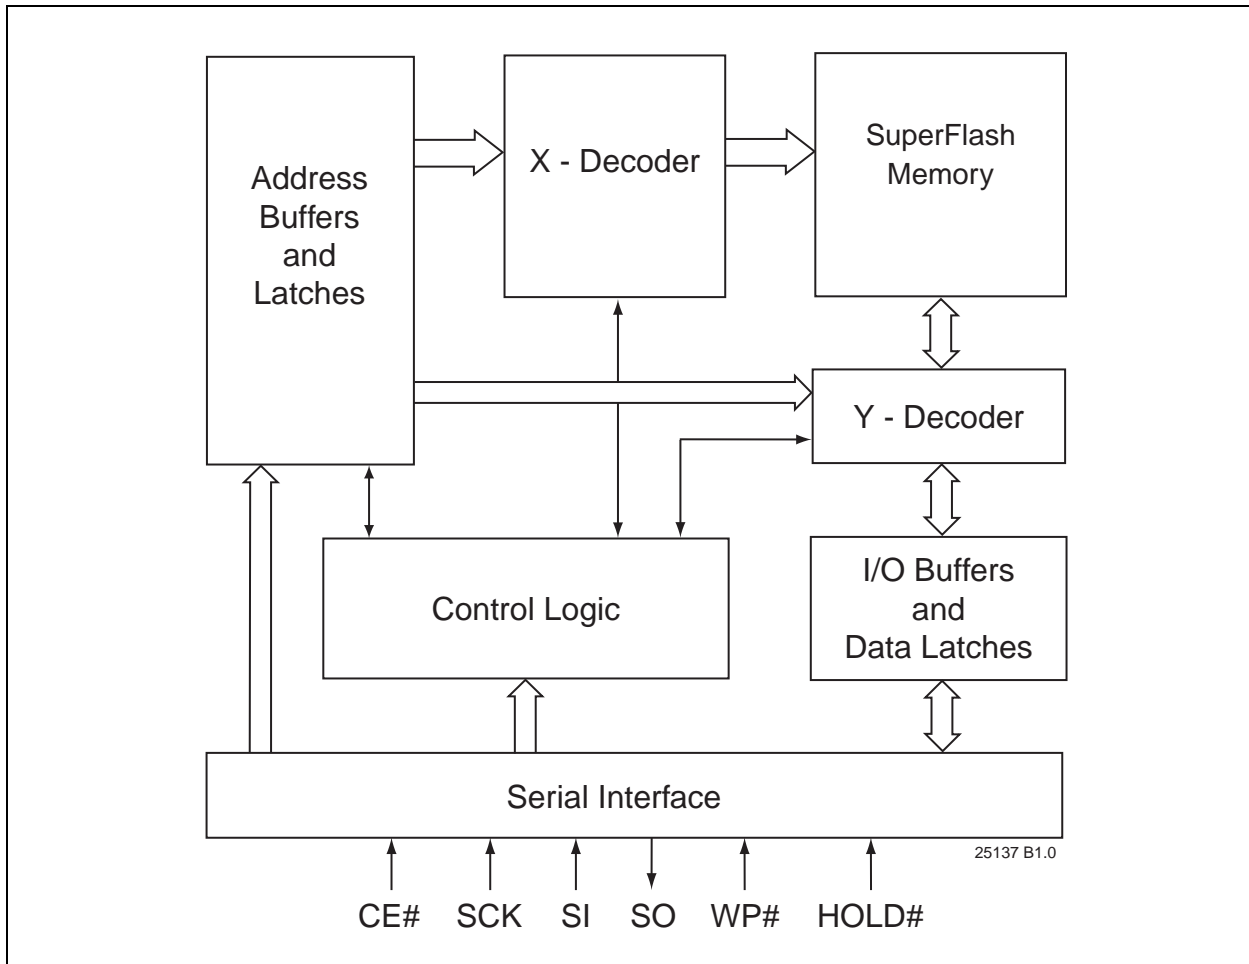 Address
Buffers
and
Latches
X - Decoder
SuperFlash
Memory
Y - Decoder
Control Logic
I/O Buffers
and
Data Latches
Serial Interface
25137 B1.0
CE# SCK SI SO WP# HOLD#